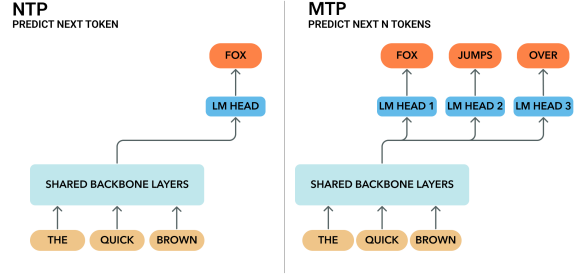 NTP
PREDICT NEXT TOKEN
FOX
LM HEAD
SHARED BACKBONE LAYERS
THE QUICK BROWN
MTP
PREDICT NEXT N TOKENS
FOX JUMPS OVER
LM HEAD 1 LM HEAD 2 LM HEAD 3
SHARED BACKBONE LAYERS
THE QUICK BROWN